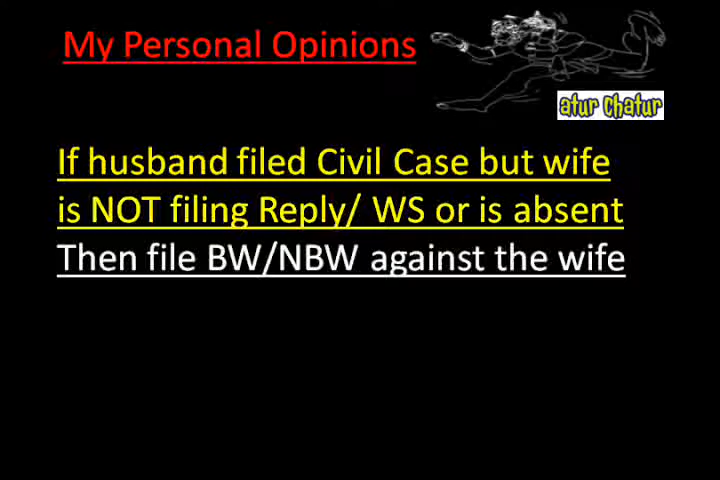 My Personal Opinions
atur chatur
If husband filed Civil Case but wife
is NOT filing Reply/ WS or is absent
Then file BW/NBW against the wife